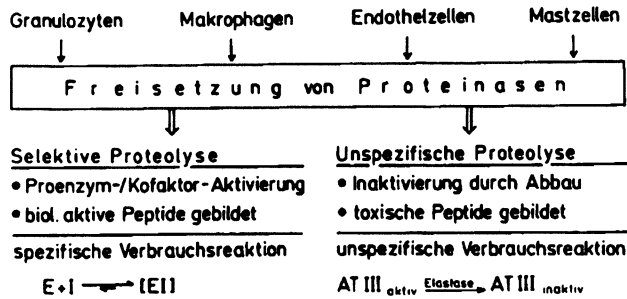 Granulozyten Makrophagen Endothelzellen Mastzellen
Freisetzung von Proteinasen
Selektive Proteolyse
• Proenzym-/Kofaktor-Aktivierung
• biol. aktive Peptide gebildet
spezifische Verbrauchsreaktion
E + I → [EI]
Unspezifische Proteolyse
• Inaktivierung durch Abbau
• toxische Peptide gebildet
unspezifische Verbrauchsreaktion
AT III aktiv Elastase → AT III inaktiv